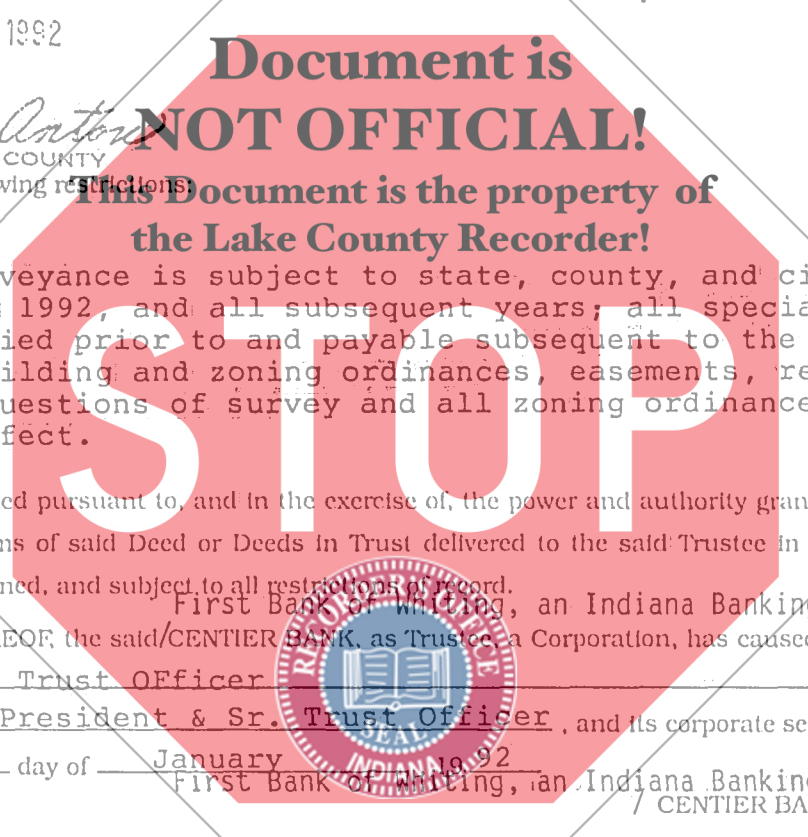 1992
Document is
NOT OFFICIAL!
COUNTY
wing restrictions:
This Document is the property of
the Lake County Recorder!
veyance is subject to state, county, and ci
1992, and all subsequent years; all specia
ied prior to and payable subsequent to the
ilding and zoning ordinances, easements, re
uestions of survey and all zoning ordinance
fect.
STOP
ed pursuant to, and in the exercise of, the power and authority gran
ns of said Deed or Deeds in Trust delivered to the said Trustee in
ned, and subject to all restrictions of record.
First Bank of Whiting, an Indiana Bankin
EOF, the said/CENTIER BANK, as Trustee, a Corporation, has cause
Trust OFficer
President & Sr. Trust Officer, and its corporate se
day of January 19 92
First Bank of Whiting, an Indiana Bankin
/ CENTIER BA
RECORDER'S OFFICE
SEAL
INDIANA